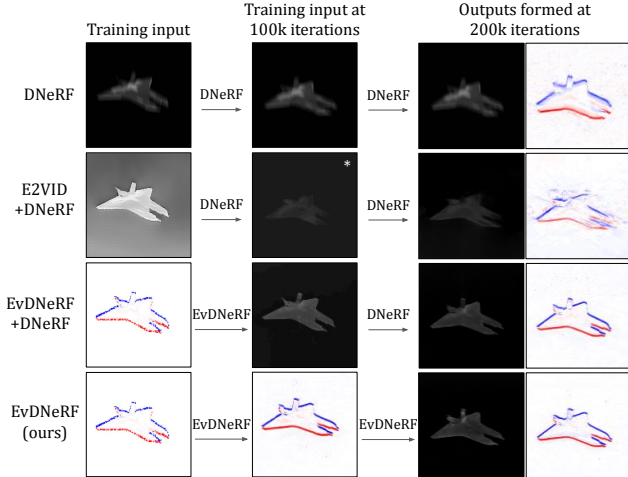 Training input
Training input at
100k iterations
Outputs formed at
200k iterations
DNeRF
DNeRF
DNeRF
E2VID
+DNeRF
DNeRF
*
DNeRF
EvDNeRF
+DNeRF
EvDNeRF
DNeRF
EvDNeRF
(ours)
EvDNeRF
EvDNeRF